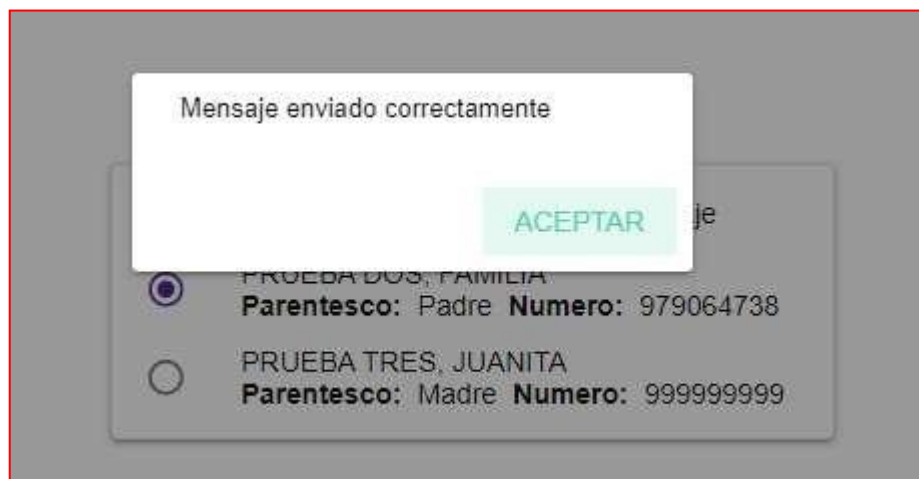 Mensaje enviado correctamente
ACEPTAR
je
PRUEBA DOS, FAMILIA
Parentesco: Padre Numero: 979064738
PRUEBA TRES, JUANITA
Parentesco: Madre Numero: 999999999